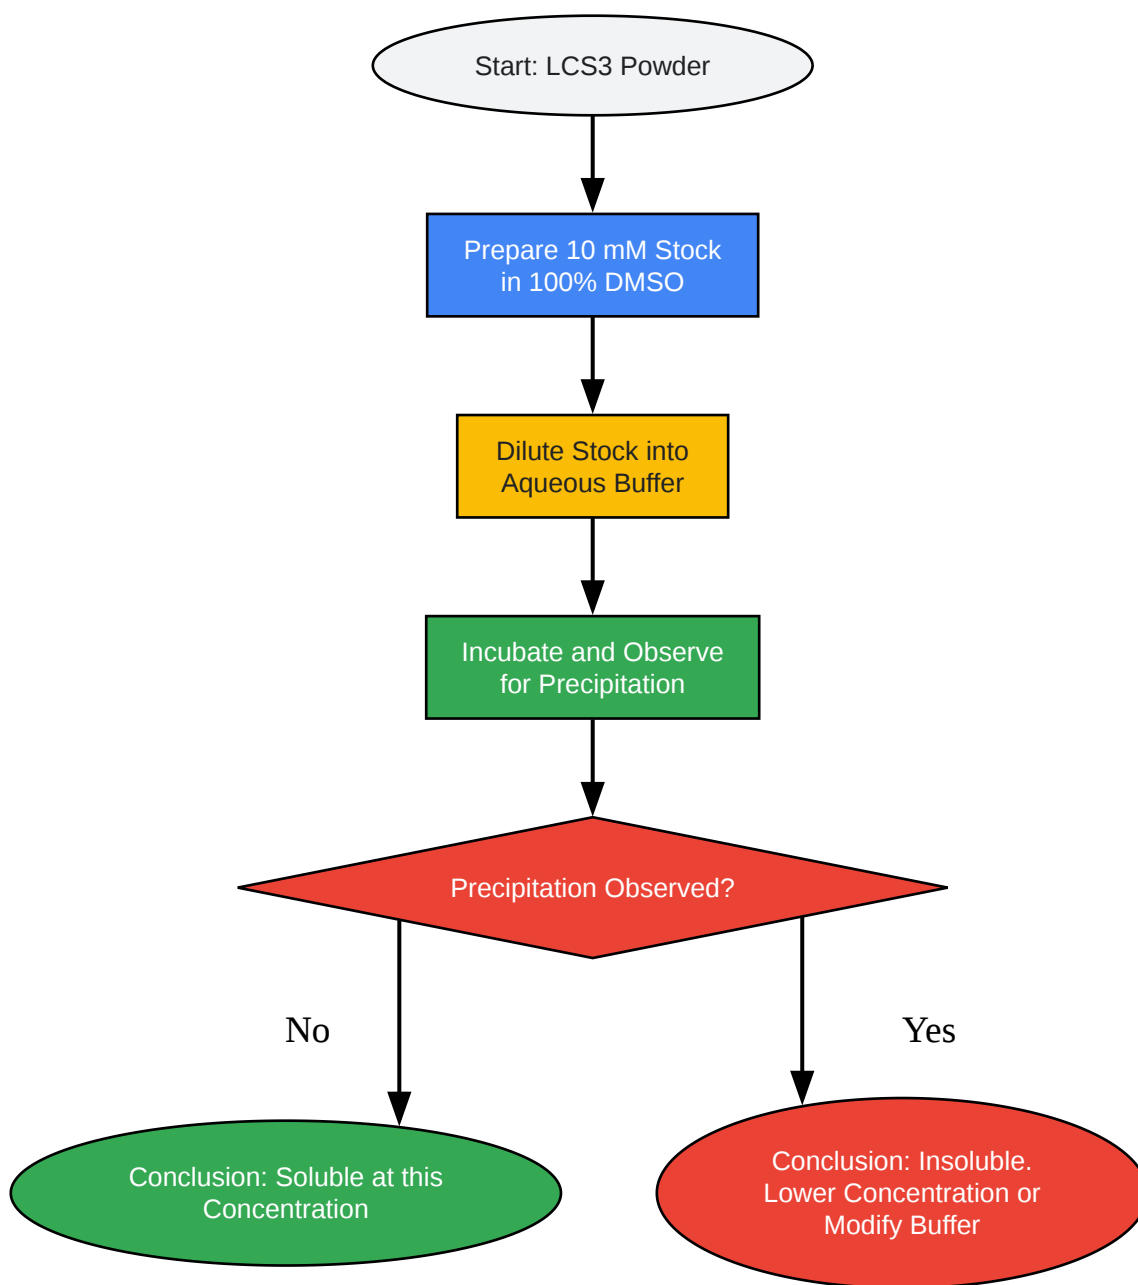 Start: LCS3 Powder
Prepare 10 mM Stock
in 100% DMSO
Dilute Stock into
Aqueous Buffer
Incubate and Observe
for Precipitation
Precipitation Observed?
No
Yes
Conclusion: Soluble at this
Concentration
Conclusion: Insoluble.
Lower Concentration or
Modify Buffer